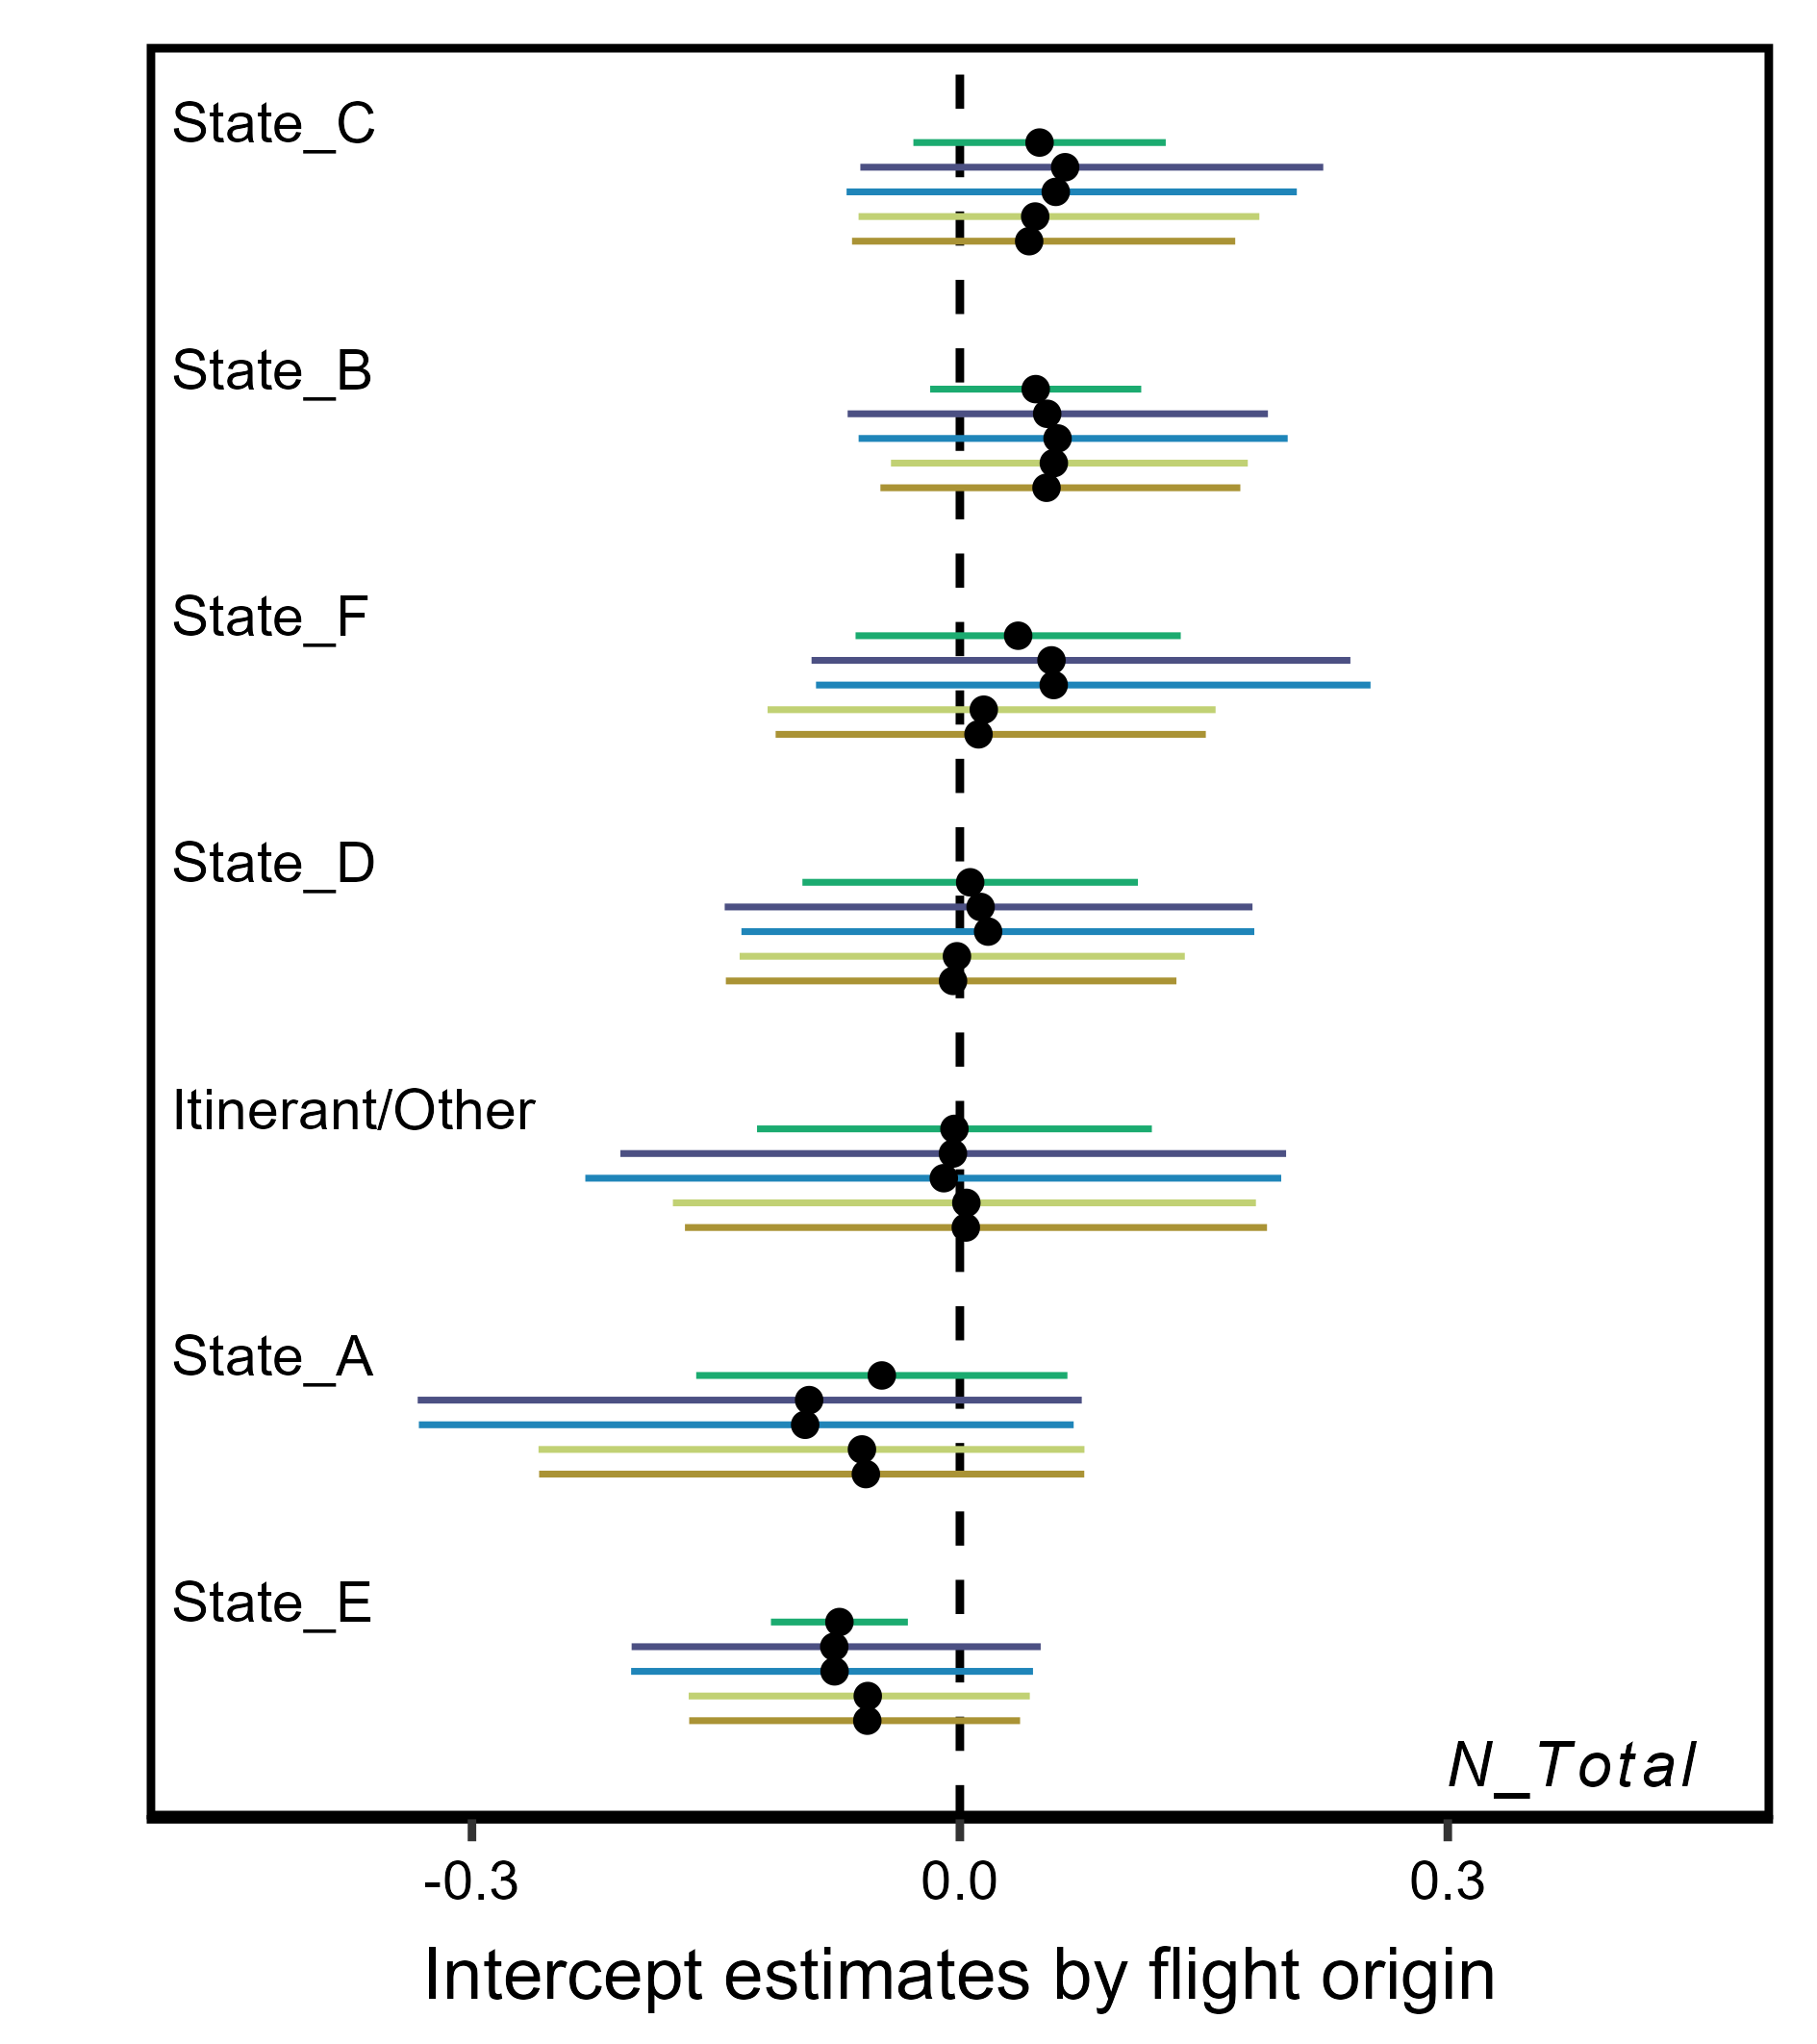 State_C
State_B
State_F
State_D
Itinerant/Other
State_A
State_E
N_Total
-0.3 0.0 0.3
Intercept estimates by flight origin